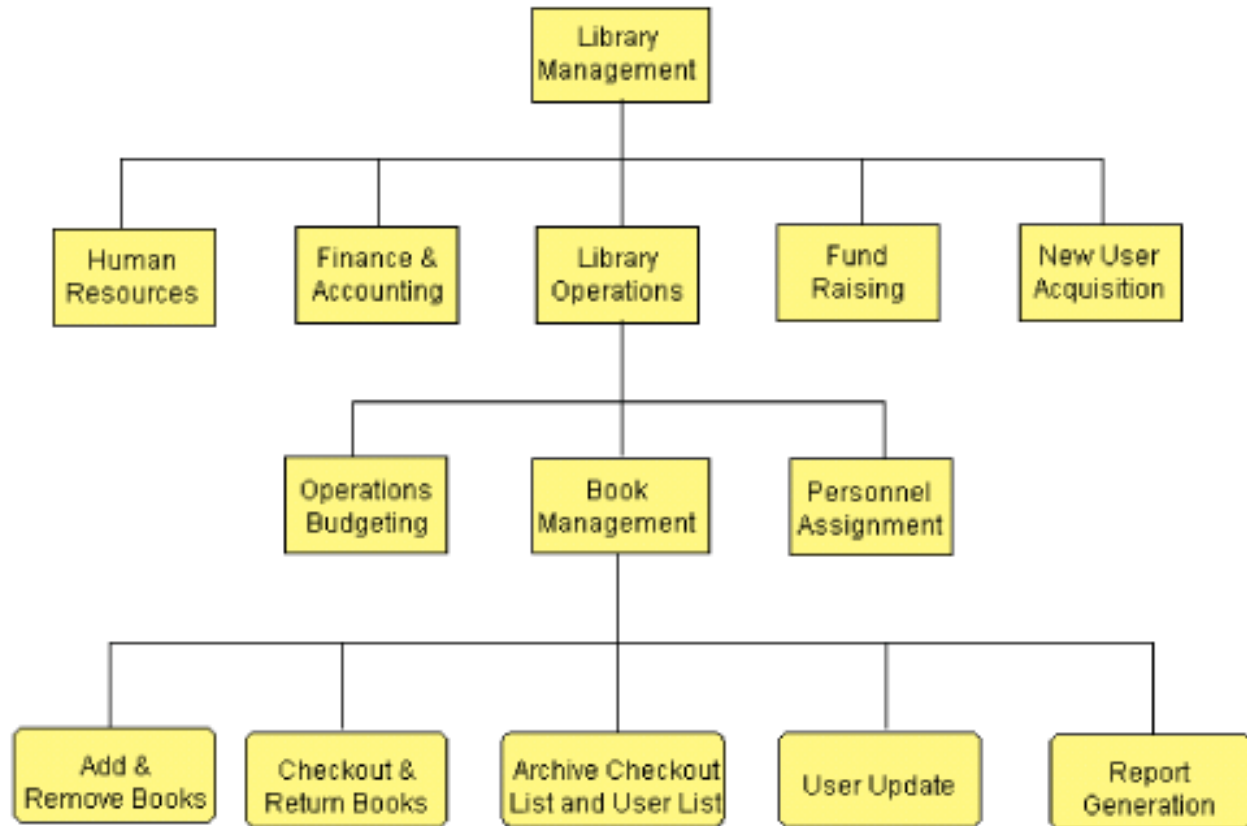 Library
Management
Human
Resources
Finance &
Accounting
Library
Operations
Fund
Raising
New User
Acquisition
Operations
Budgeting
Book
Management
Personnel
Assignment
Add &
Remove Books
Checkout &
Return Books
Archive Checkout
List and User List
User Update
Report
Generation